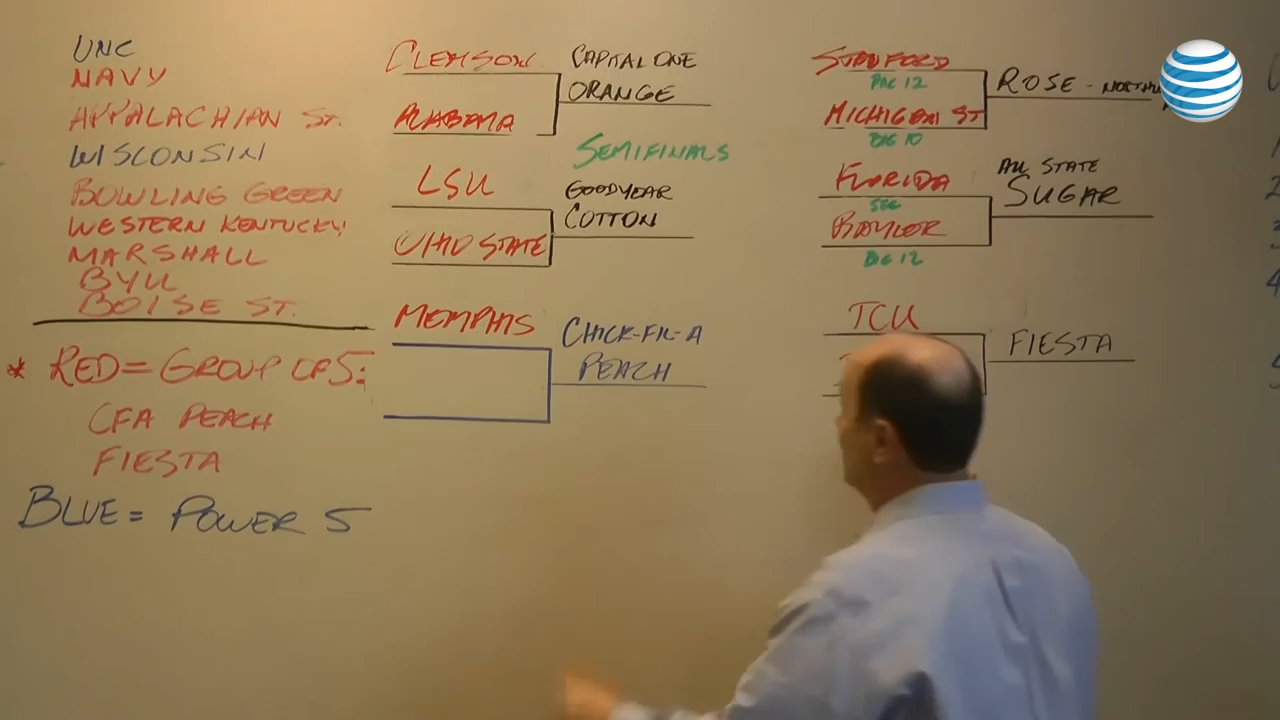 UNC
NAVY
APPALACHIAN ST.
WISCONSIN
BOWLING GREEN
WESTERN KENTUCKY
MARSHALL
BYU
BOISE ST.
* RED = GROUP OF 5:
CFA PEACH
FIESTA
BLUE = POWER 5
CLEMSON
ALABAMA
CAPITAL ONE
ORANGE
SEMIFINALS
LSU
OHIO STATE
GOODYEAR
COTTON
MEMPHIS
CHICK-FIL-A
PEACH
STANFORD
PAC 12
MICHIGAN ST
BIG 10
ROSE -
FLORIDA
SEC
BAYLOR
BIG 12
ALL STATE
SUGAR
TCU
FIESTA